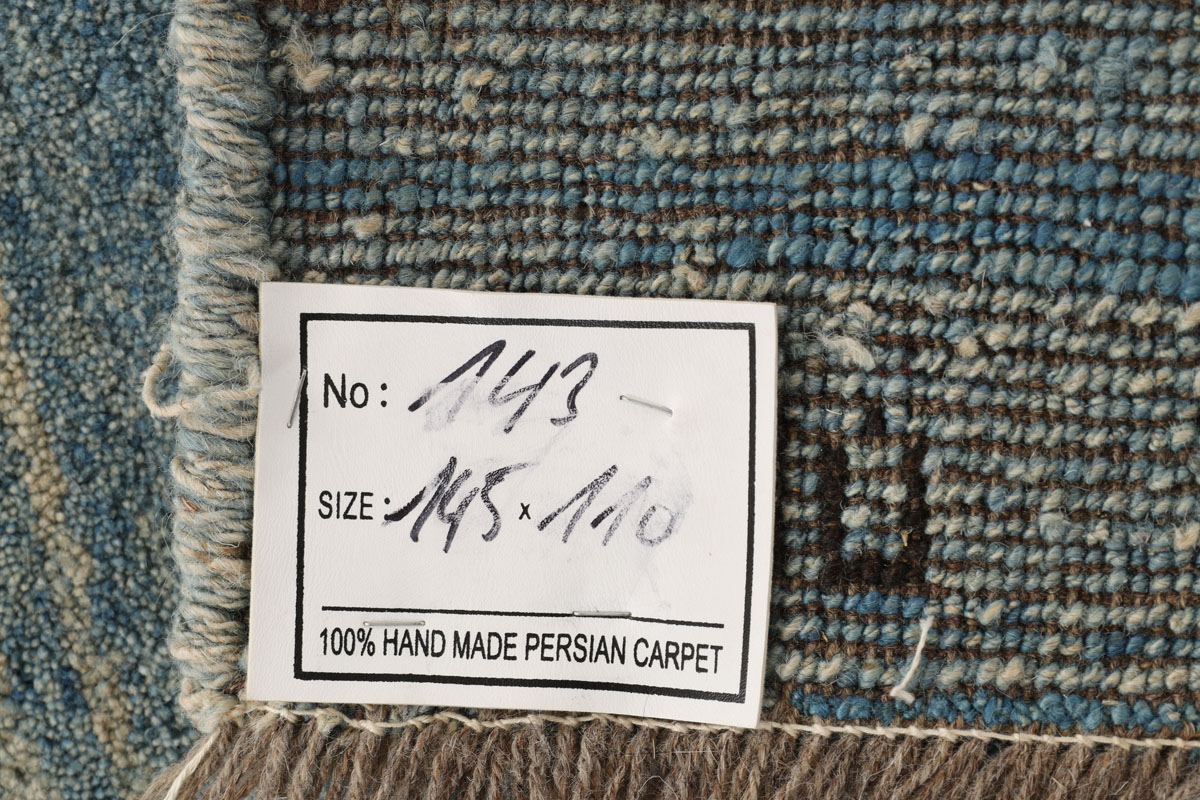 No: 143
SIZE: 145 x 110
100% HAND MADE PERSIAN CARPET